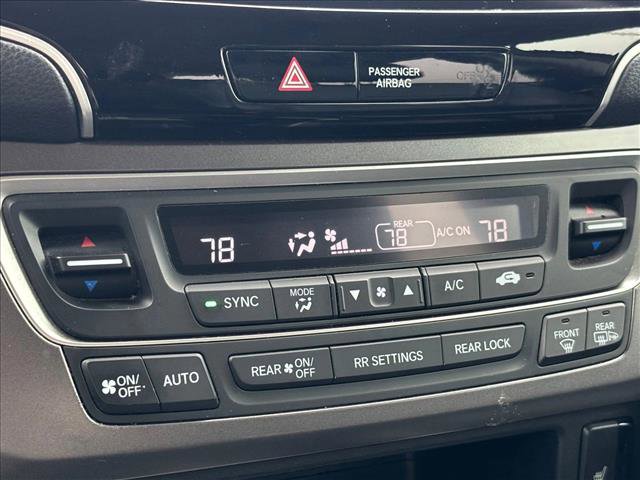 PASSENGER
AIRBAG OFF
78 REAR 78 A/C ON 78
SYNC MODE A/C
ON/OFF AUTO REAR ON/OFF RR SETTINGS REAR LOCK FRONT REAR